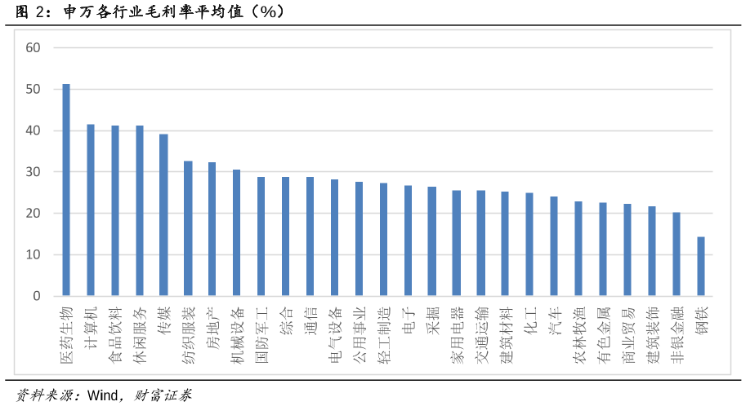 图 2：申万各行业毛利率平均值（%）
60
50
40
30
20
10
0
医药生物
计算机
食品饮料
休闲服务
传媒
纺织服装
房地产
机械设备
国防军工
综合
通信
电气设备
公用事业
轻工制造
电子
采掘
家用电器
交通运输
建筑材料
化工
汽车
农林牧渔
有色金属
商业贸易
建筑装饰
非银金融
钢铁
资料来源：Wind，财富证券